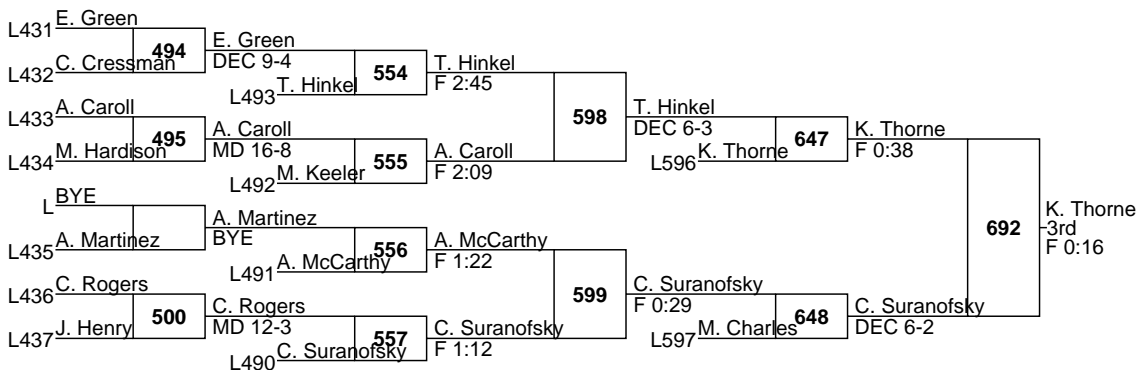 L431 E. Green
494
L432 C. Cressman
E. Green
DEC 9-4
554
L493 T. Hinkel
T. Hinkel
F 2:45
L433 A. Caroll
495
L434 M. Hardison
A. Caroll
MD 16-8
555
L492 M. Keeler
A. Caroll
F 2:09
598
T. Hinkel
DEC 6-3
647
L596 K. Thorne
K. Thorne
F 0:38
L BYE
L435 A. Martinez
A. Martinez
BYE
556
L491 A. McCarthy
A. McCarthy
F 1:22
L436 C. Rogers
500
L437 J. Henry
C. Rogers
MD 12-3
557
L490 C. Suranofsky
C. Suranofsky
F 1:12
599
C. Suranofsky
F 0:29
648
L597 M. Charles
C. Suranofsky
DEC 6-2
692
K. Thorne
3rd
F 0:16